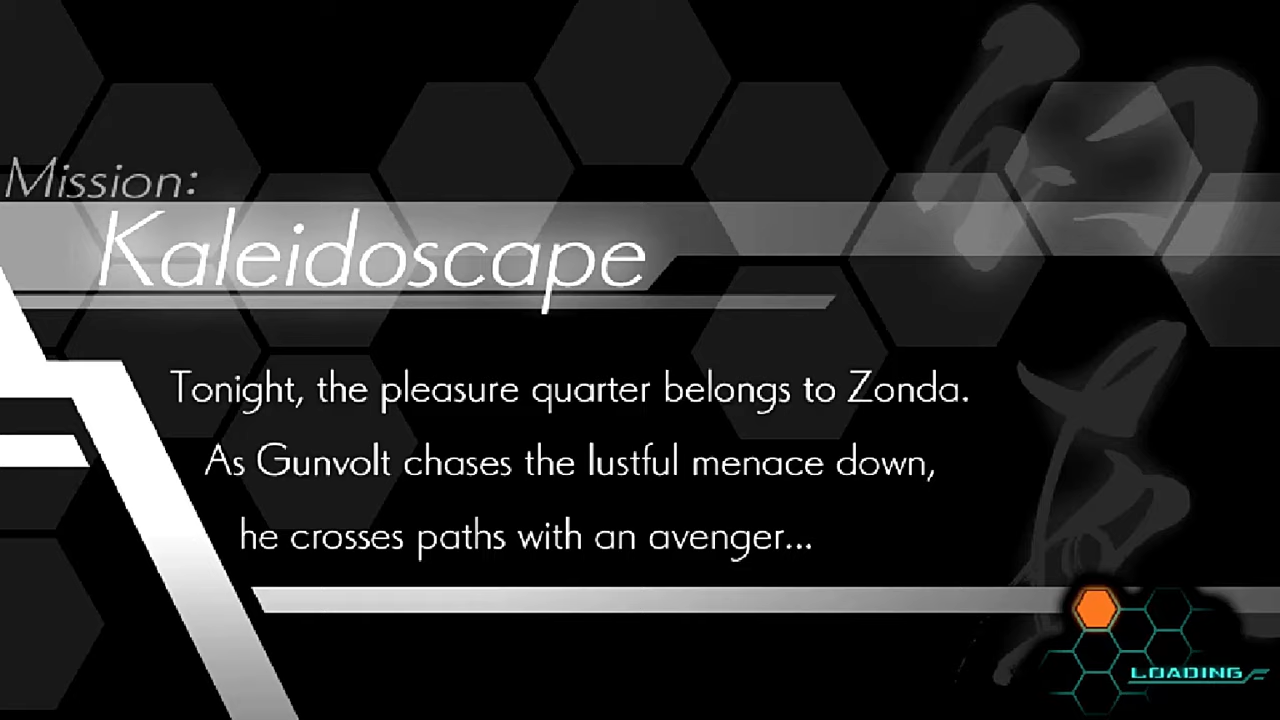 Mission:
Kaleidoscape
Tonight, the pleasure quarter belongs to Zonda.
As Gunvolt chases the lustful menace down,
he crosses paths with an avenger...
LOADING